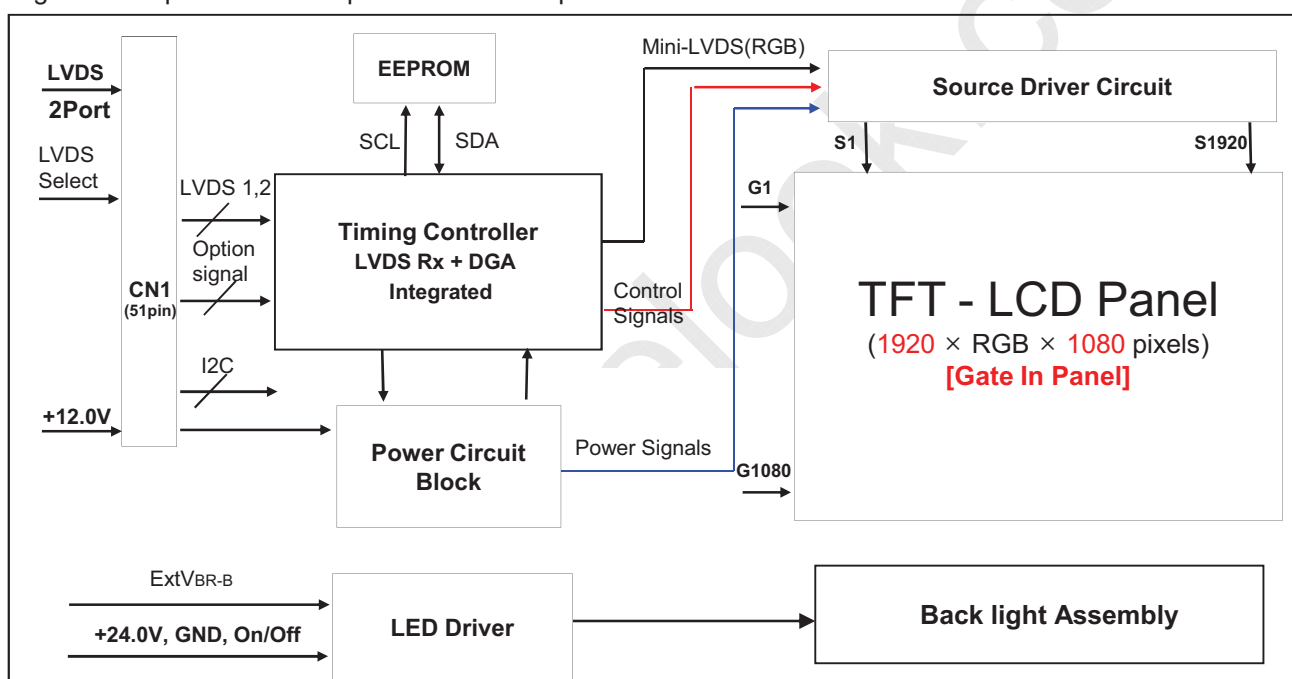 Mini-LVDS(RGB)
EEPROM
Source Driver Circuit
LVDS
2Port
SCL
SDA
S1
S1920
LVDS
Select
LVDS 1,2
G1
Timing Controller
LVDS Rx + DGA
Integrated
Option
signal
CN1
(51pin)
Control
Signals
TFT - LCD Panel
(1920 × RGB × 1080 pixels)
[Gate In Panel]
I2C
+12.0V
Power Circuit
Block
Power Signals
G1080
ExtVBR-B
+24.0V, GND, On/Off
LED Driver
Back light Assembly